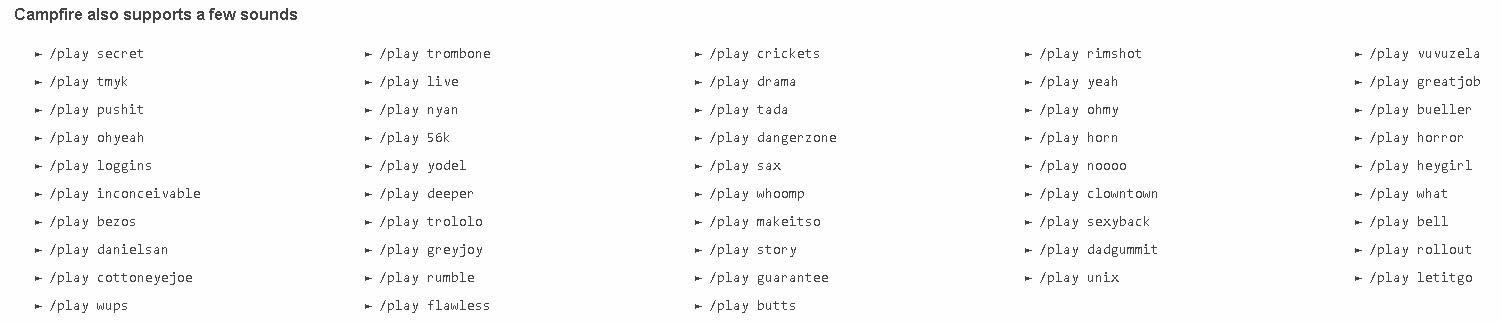 Campfire also supports a few sounds
► /play secret ► /play trombone ► /play crickets ► /play rimshot ► /play vuvuzela
► /play tmyk ► /play live ► /play drama ► /play yeah ► /play greatjob
► /play pushit ► /play nyan ► /play tada ► /play ohmy ► /play bueller
► /play ohyeah ► /play 56k ► /play dangerzone ► /play horn ► /play horror
► /play loggins ► /play yodel ► /play sax ► /play noooo ► /play heygirl
► /play inconceivable ► /play deeper ► /play whoomp ► /play clowntown ► /play what
► /play bezos ► /play trololo ► /play makeitso ► /play sexyback ► /play bell
► /play danielsan ► /play greyjoy ► /play story ► /play dadgummit ► /play rollout
► /play cottoneyejoe ► /play rumble ► /play guarantee ► /play unix ► /play letitgo
► /play wups ► /play flawless ► /play butts